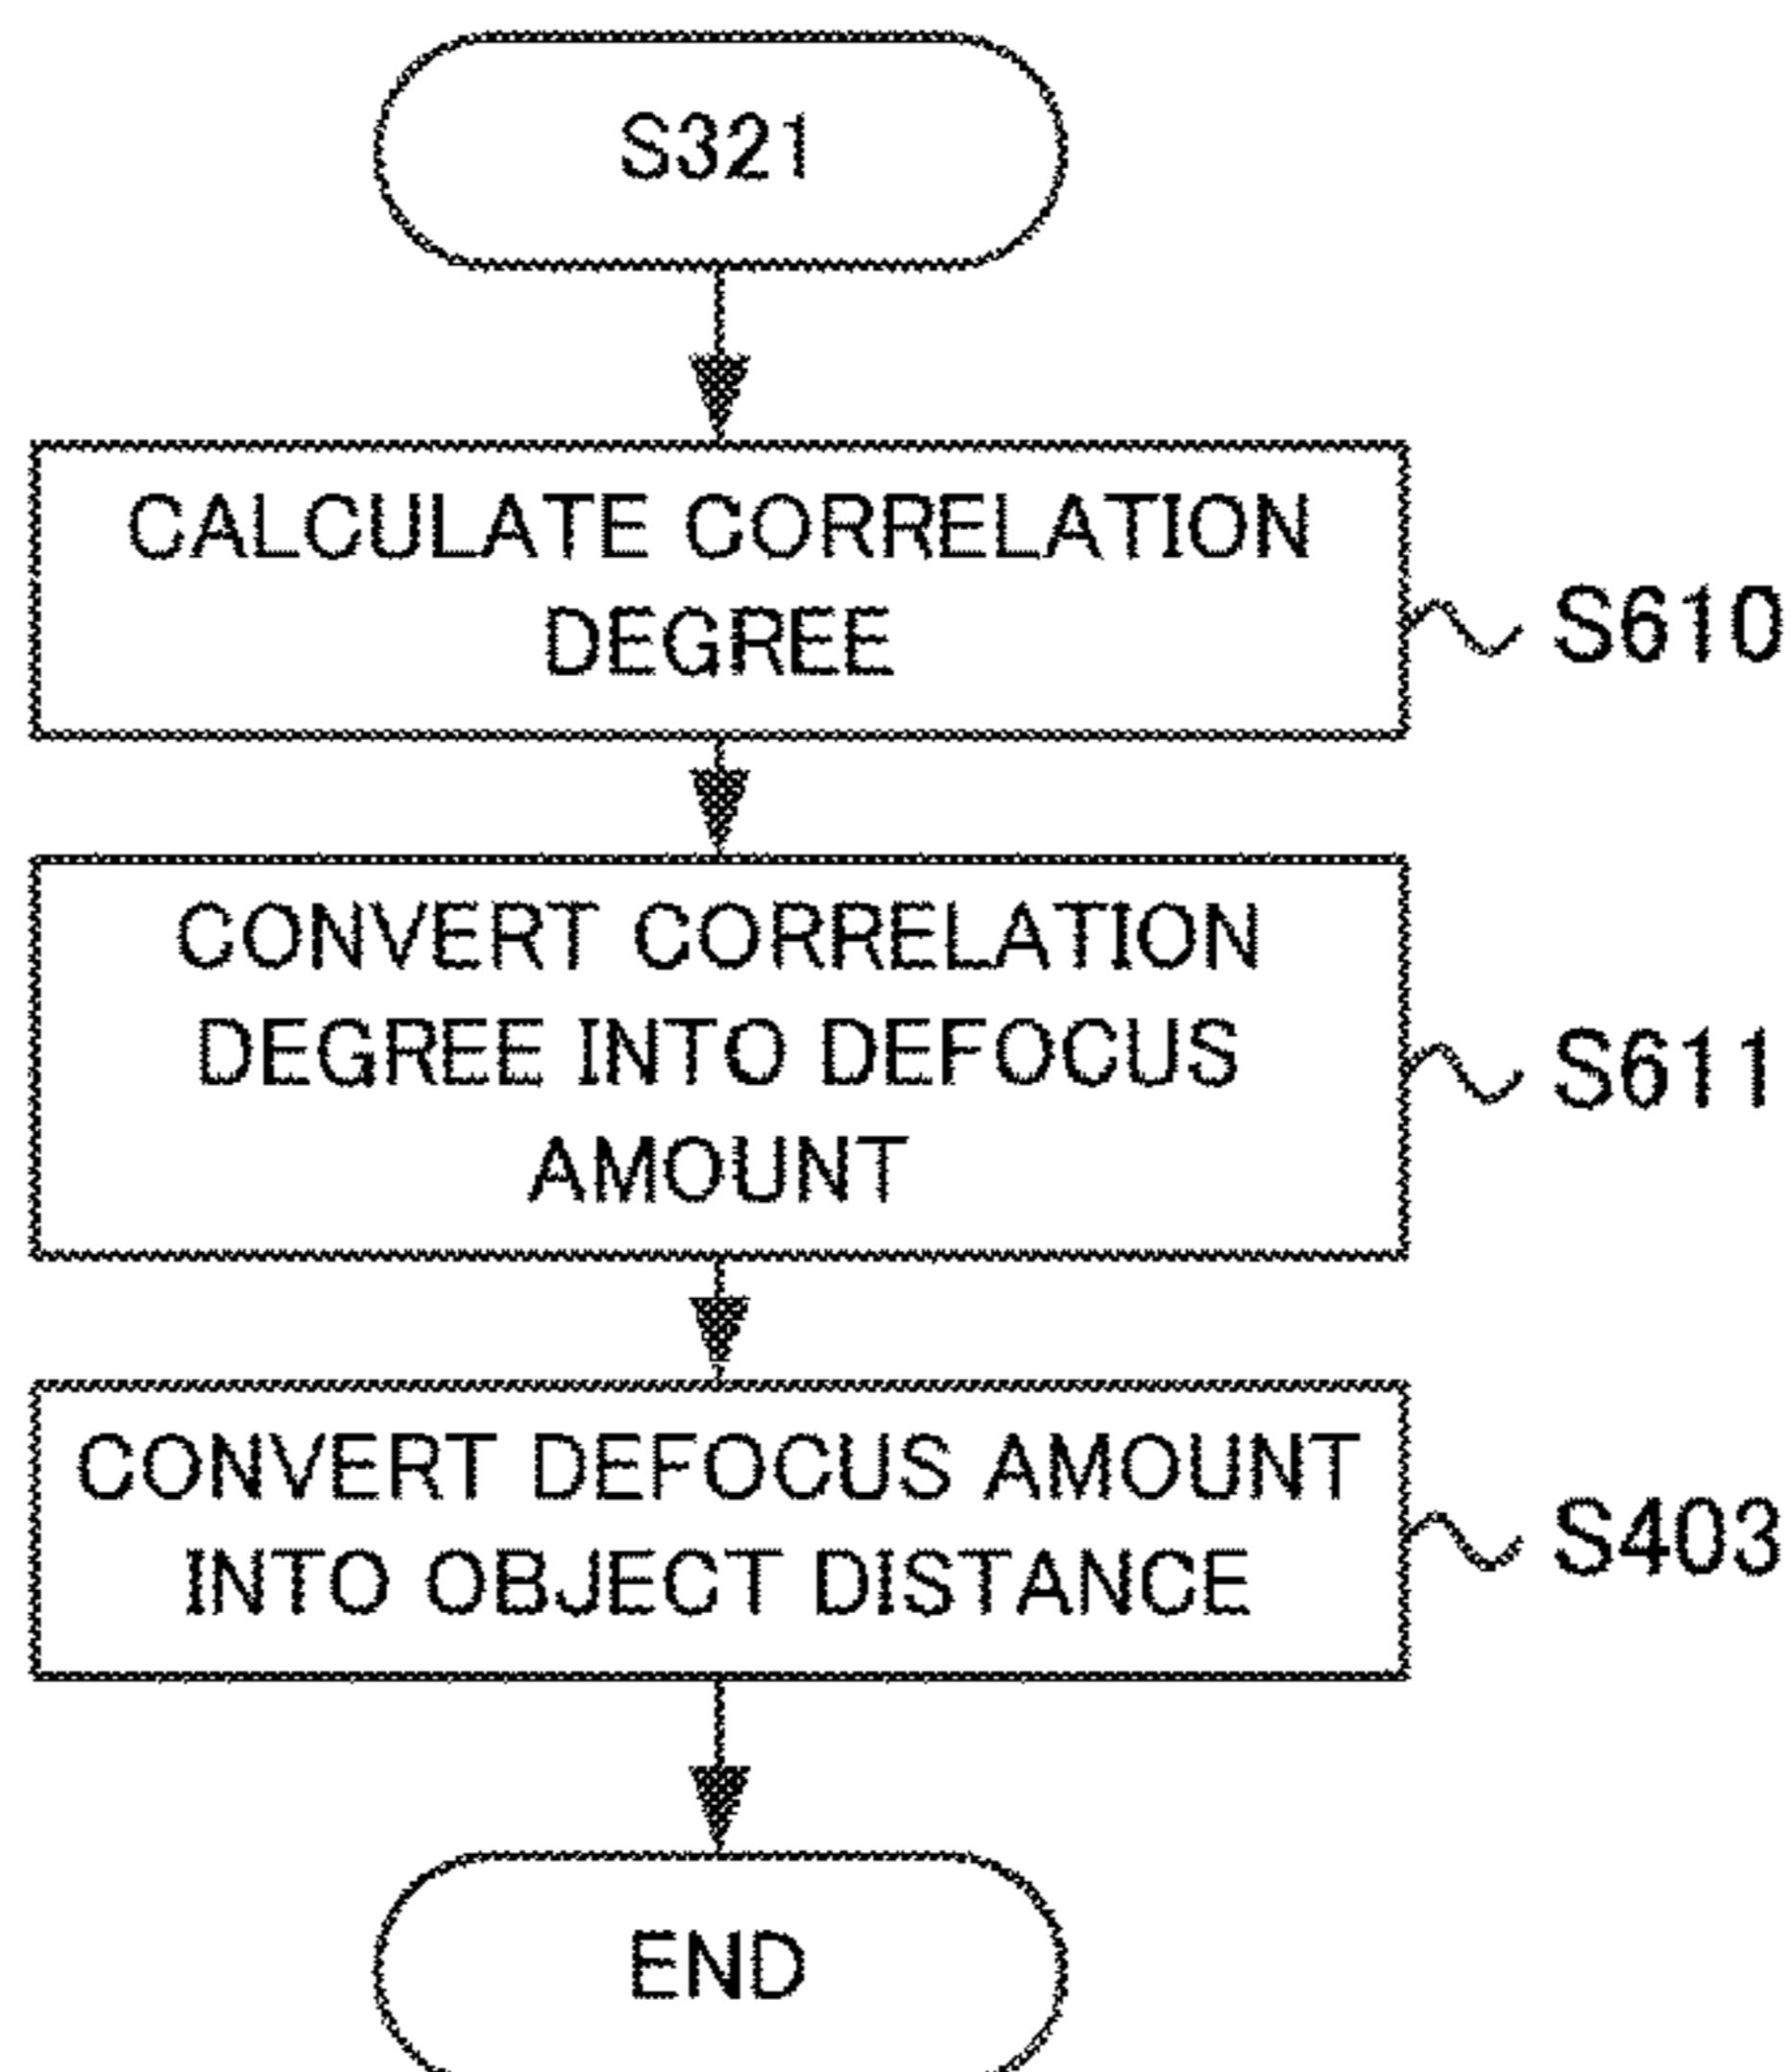 S321
CALCULATE CORRELATION
DEGREE
S610
CONVERT CORRELATION
DEGREE INTO DEFOCUS
AMOUNT
S611
CONVERT DEFOCUS AMOUNT
INTO OBJECT DISTANCE
S403
END